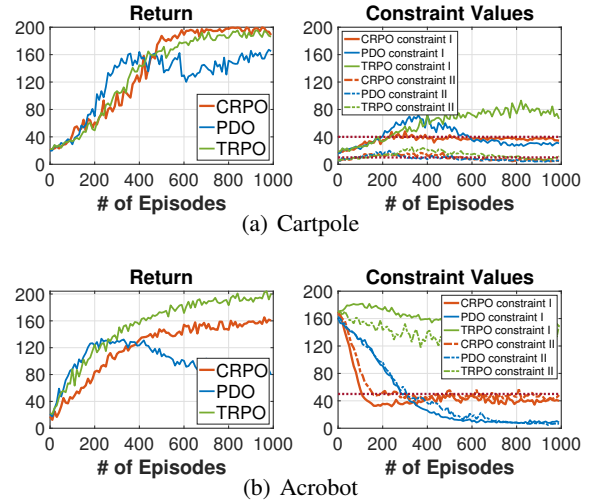 Return
Constraint Values
200
160
120
80
40
0
CRPO
PDO
TRPO
0 200 400 600 800 1000
# of Episodes
200
160
120
80
40
0
CRPO constraint I
PDO constraint I
TRPO constraint I
CRPO constraint II
PDO constraint II
TRPO constraint II
0 200 400 600 800 1000
# of Episodes
(a) Cartpole
Return
Constraint Values
200
160
120
80
40
0
CRPO
PDO
TRPO
0 200 400 600 800 1000
# of Episodes
200
160
120
80
40
0
CRPO constraint I
PDO constraint I
TRPO constraint I
CRPO constraint II
PDO constraint II
TRPO constraint II
0 200 400 600 800 1000
# of Episodes
(b) Acrobot